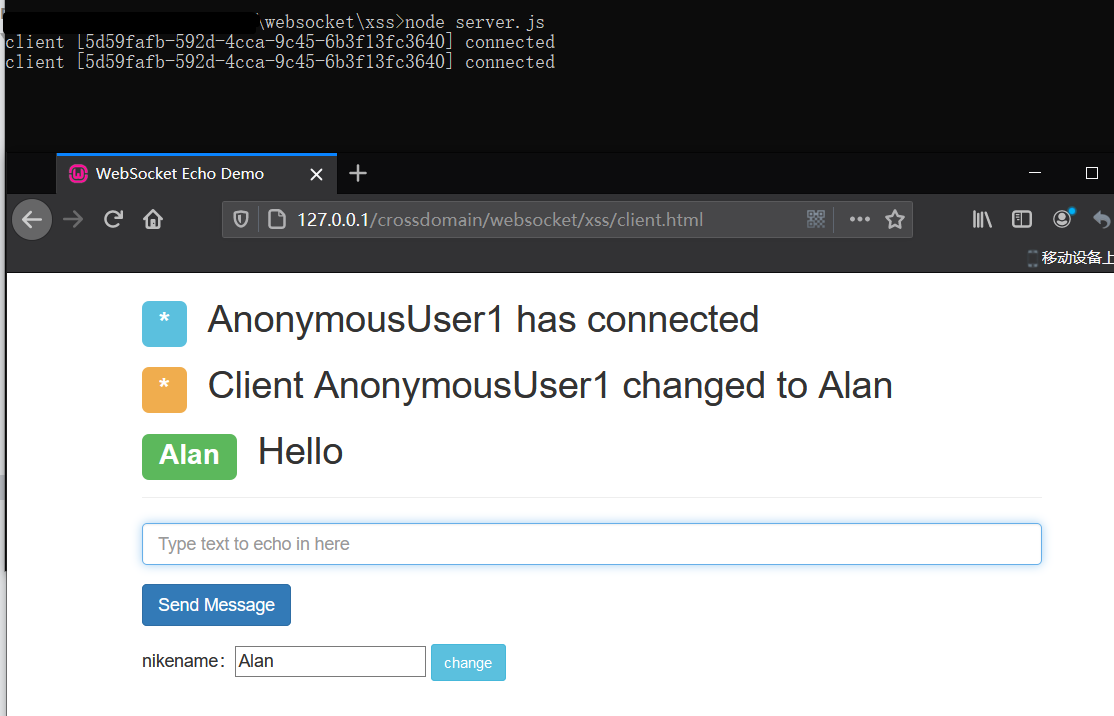 \websocket\xss>node server.js
client [5d59fafb-592d-4cca-9c45-6b3f13fc3640] connected
client [5d59fafb-592d-4cca-9c45-6b3f13fc3640] connected
WebSocket Echo Demo
127.0.0.1/crossdomain/websocket/xss/client.html
移动设备上
* AnonymousUser1 has connected
* Client AnonymousUser1 changed to Alan
Alan Hello
Type text to echo in here
Send Message
nikename： Alan change